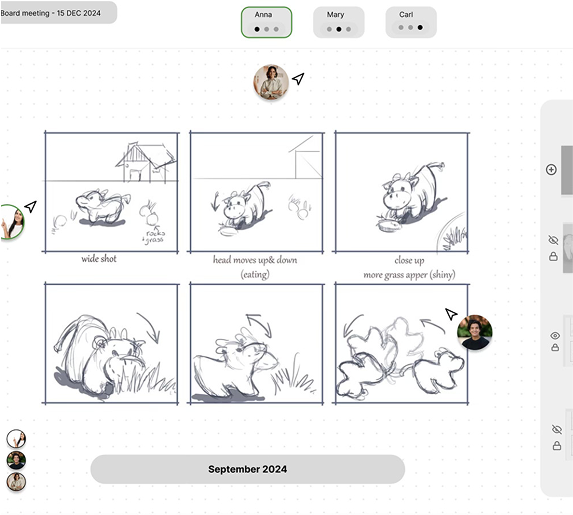 Board meeting - 15 DEC 2024
Anna
Mary
Carl
rocks
+grass
wide shot
head moves up& down
(eating)
close up
more grass apper (shiny)
September 2024